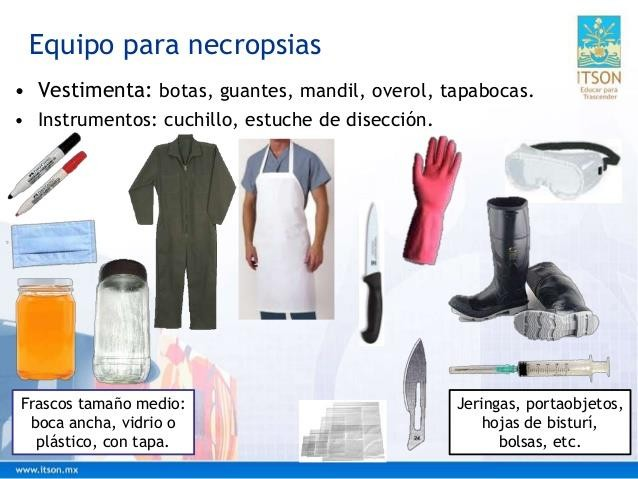 Equipo para necropsias
ITSON
Educar para
Trascender
• Vestimenta: botas, guantes, mandil, overol, tapabocas.
• Instrumentos: cuchillo, estuche de disección.
Frascos tamaño medio:
boca ancha, vidrio o
plástico, con tapa.
24
Jeringas, portaobjetos,
hojas de bisturí,
bolsas, etc.
www.itson.mx